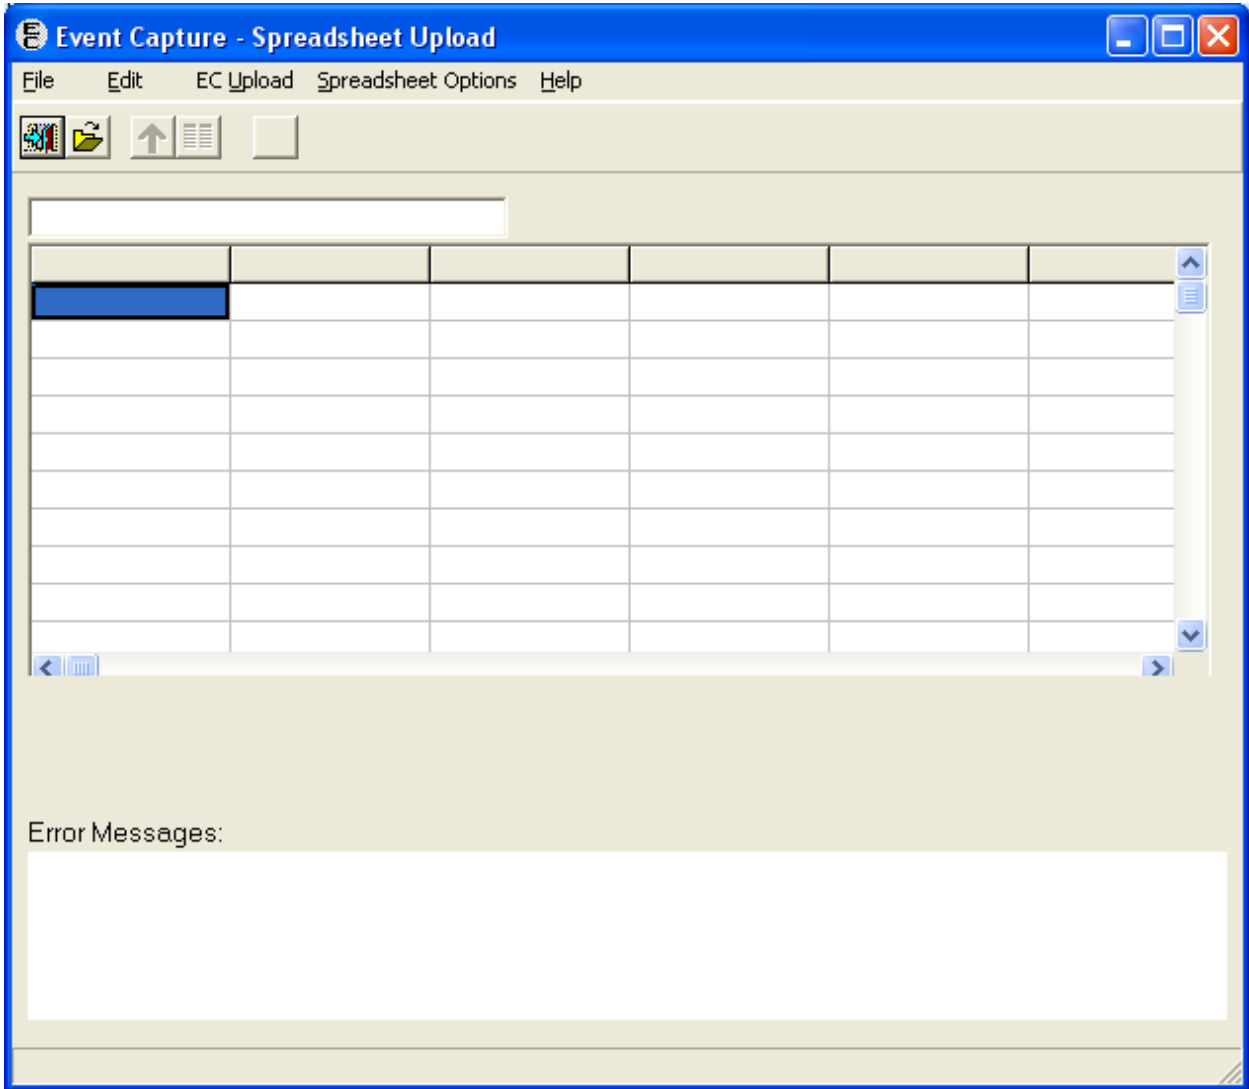 Event Capture - Spreadsheet Upload
File Edit EC Upload Spreadsheet Options Help
Error Messages: